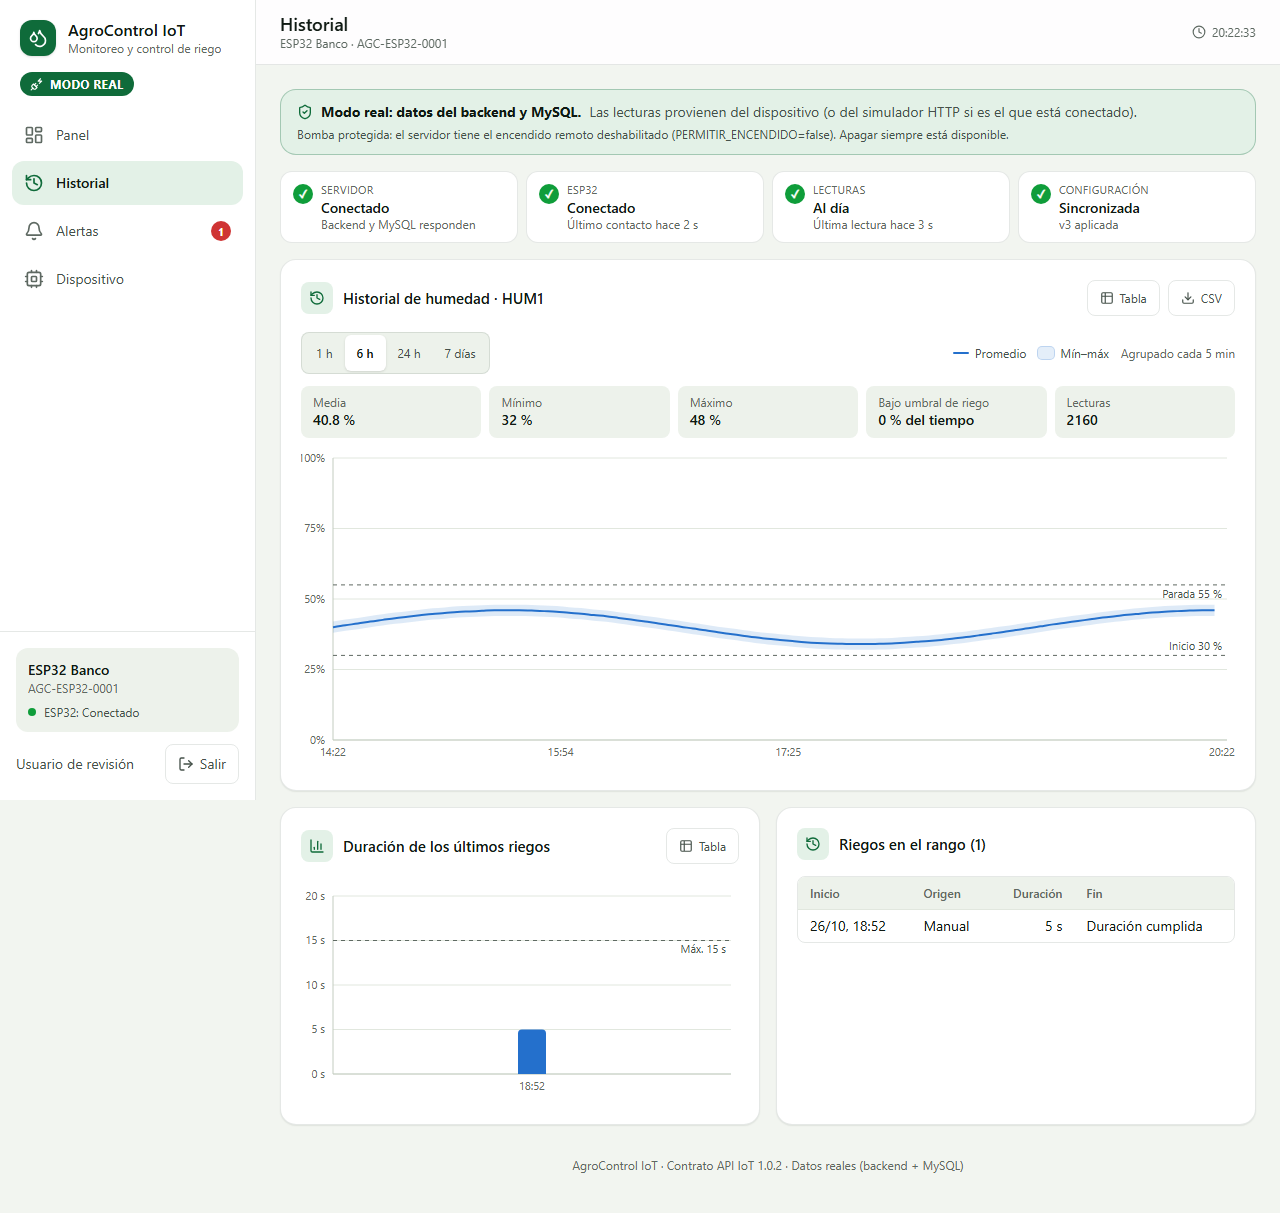 AgroControl IoT
Monitoreo y control de riego
MODO REAL
Panel
Historial
Alertas 1
Dispositivo
ESP32 Banco
AGC-ESP32-0001
ESP32: Conectado
Usuario de revisión
Salir
Historial
ESP32 Banco · AGC-ESP32-0001
20:22:33
Modo real: datos del backend y MySQL. Las lecturas provienen del dispositivo (o del simulador HTTP si es el que está conectado).
Bomba protegida: el servidor tiene el encendido remoto deshabilitado (PERMITIR_ENCENDIDO=false). Apagar siempre está disponible.
SERVIDOR
Conectado
Backend y MySQL responden
ESP32
Conectado
Último contacto hace 2 s
LECTURAS
Al día
Última lectura hace 3 s
CONFIGURACIÓN
Sincronizada
v3 aplicada
Historial de humedad · HUM1
Tabla
CSV
1 h
6 h
24 h
7 días
Promedio
Mín–máx
Agrupado cada 5 min
Media
40.8 %
Mínimo
32 %
Máximo
48 %
Bajo umbral de riego
0 % del tiempo
Lecturas
2160
100%
75%
50%
25%
0%
Parada 55 %
Inicio 30 %
14:22
15:54
17:25
20:22
Duración de los últimos riegos
Tabla
20 s
15 s
10 s
5 s
0 s
Máx. 15 s
18:52
Riegos en el rango (1)
Inicio Origen Duración Fin
26/10, 18:52 Manual 5 s Duración cumplida
AgroControl IoT · Contrato API IoT 1.0.2 · Datos reales (backend + MySQL)